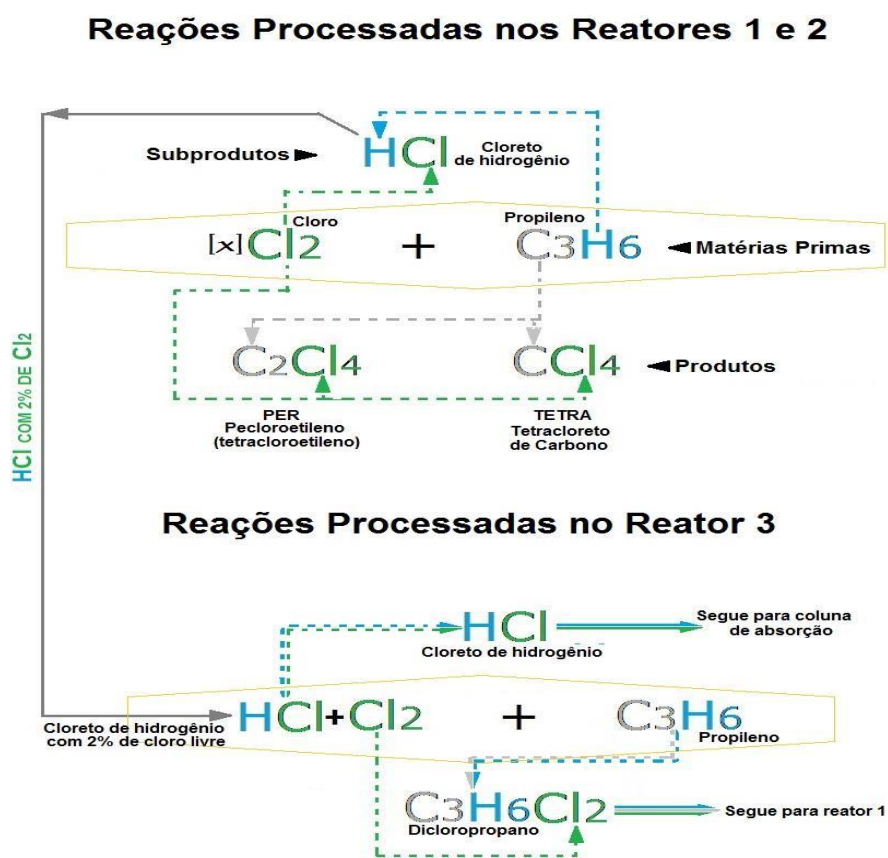 Reações Processadas nos Reatores 1 e 2
Subprodutos
HCl
Cloreto
de hidrogênio
[x]Cl2
Cloro
+
Propileno
C3H6
Matérias Primas
C2Cl4
CCl4
Produtos
PER
Pecloroetileno
(tetracloroetileno)
TETRA
Tetracloreto
de Carbono
HCl COM 2% DE Cl2
Reações Processadas no Reator 3
HCl
Cloreto de hidrogênio
Segue para coluna
de absorção
Cloreto de hidrogênio
com 2% de cloro livre
HCl+Cl2
+
C3H6
Propileno
C3H6Cl2
Dicloropropano
Segue para reator 1